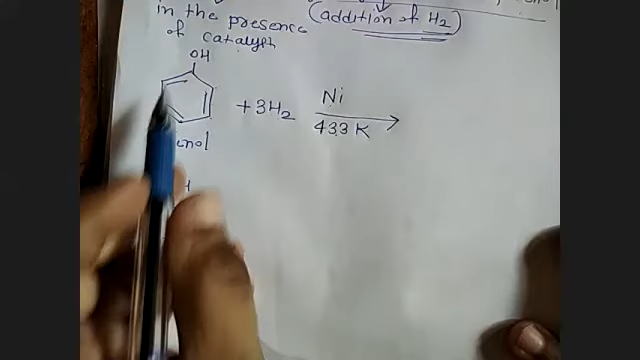 in the presence (addition of H2)
of catalyst
OH
+ 3H2 Ni
433 K